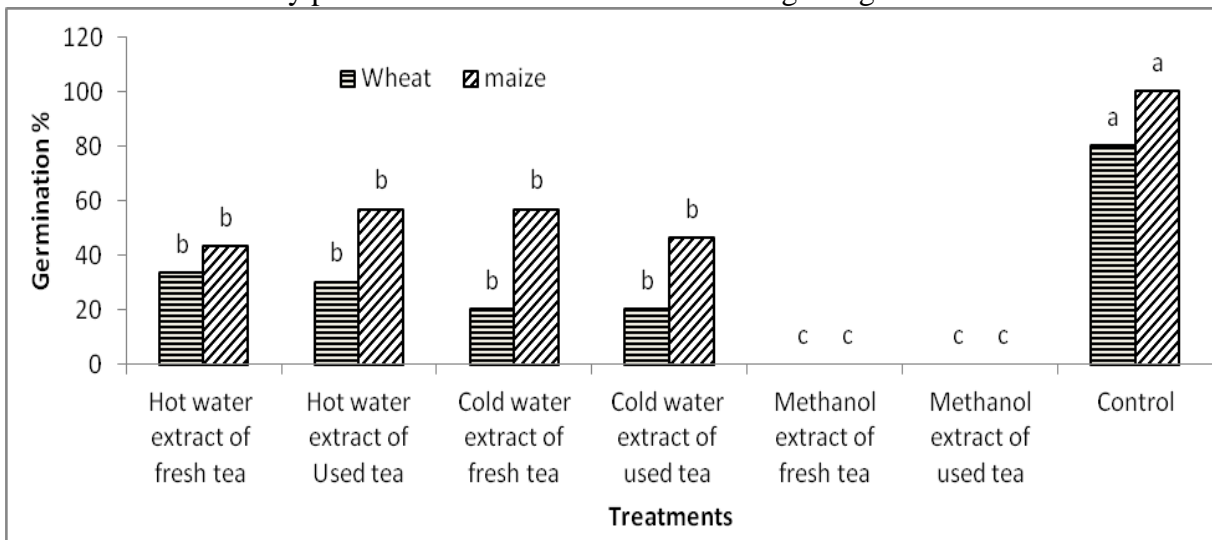 120
100
80
60
40
20
0
Germination %
Wheat maize
b b
b b
b b
b b
c c
c c
a a
Hot water
extract of
fresh tea
Hot water
extract of
Used tea
Cold water
extract of
fresh tea
Cold water
extract of
used tea
Methanol
extract of
fresh tea
Methanol
extract of
used tea
Control
Treatments